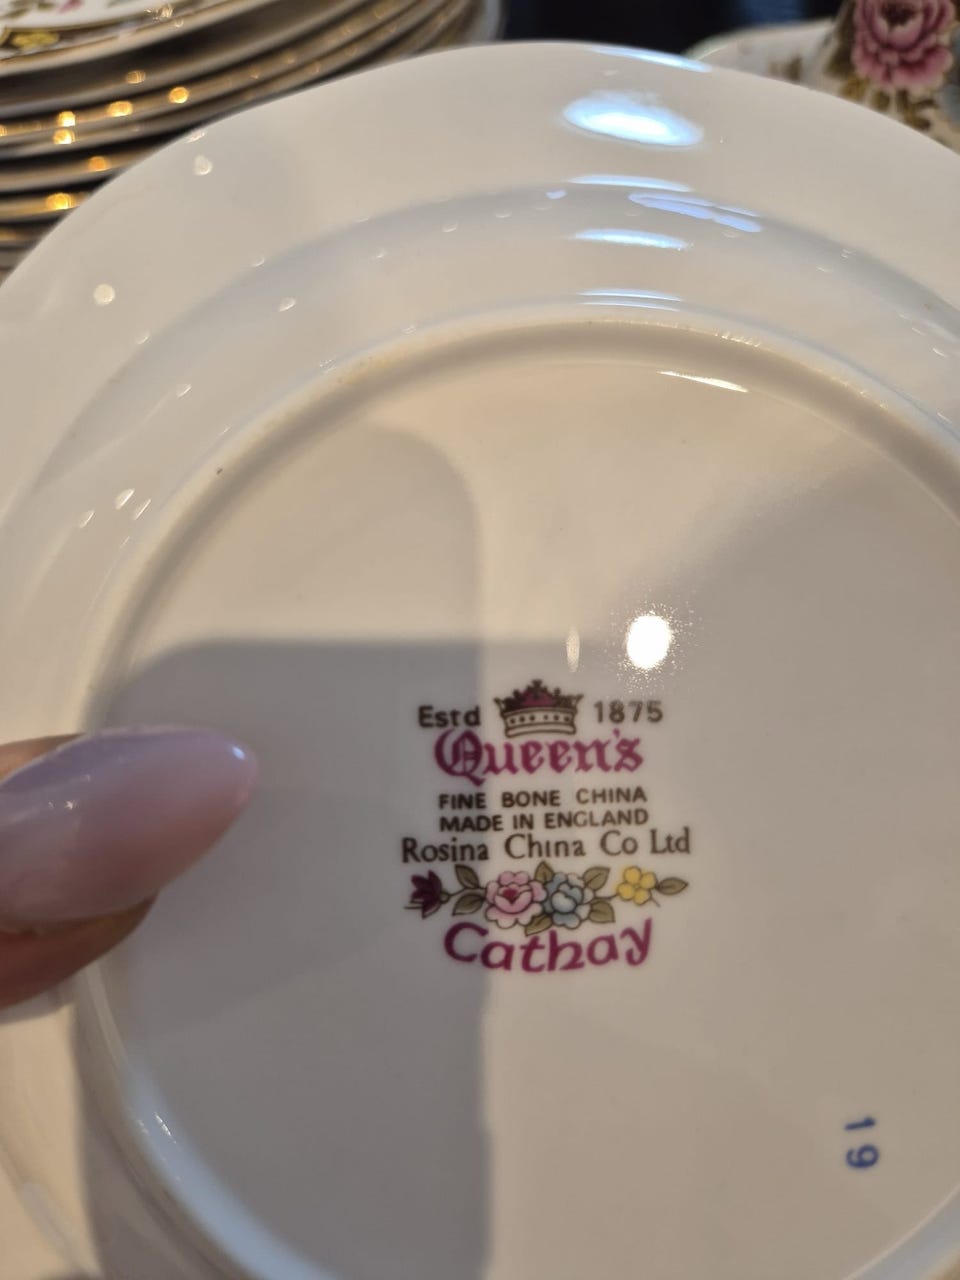 Estd 1875
Queen's
FINE BONE CHINA
MADE IN ENGLAND
Rosina China Co Ltd
Cathay
19